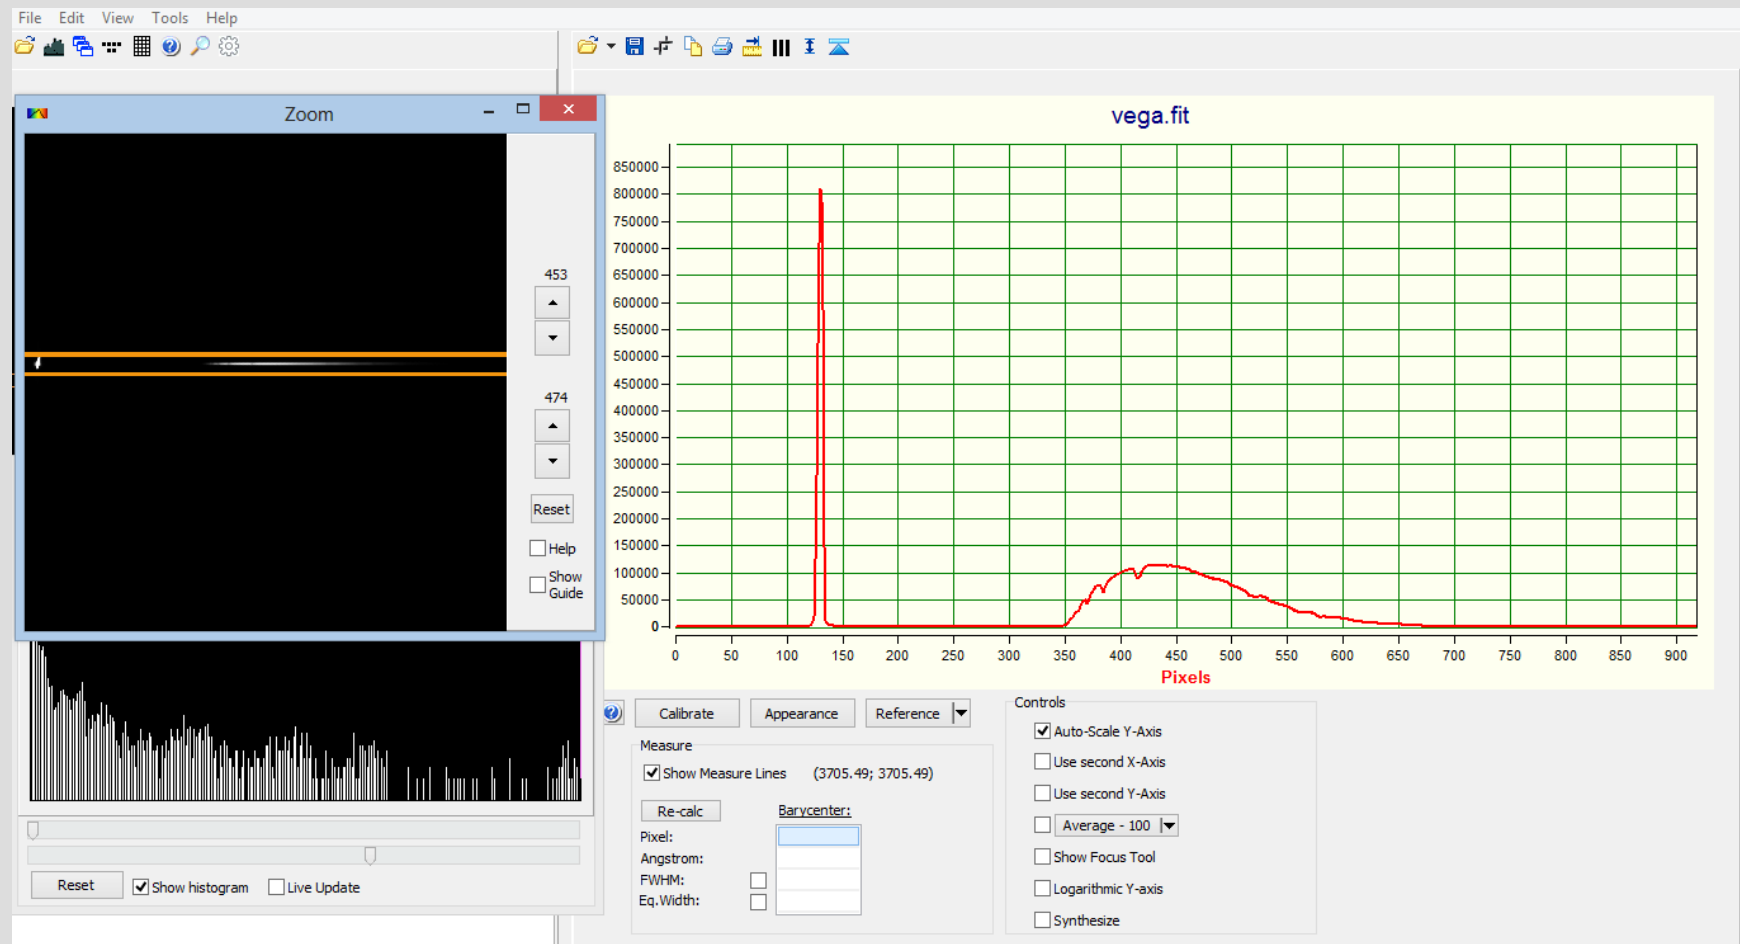 File Edit View Tools Help
Zoom
453
474
Reset
Help
Show
Guide
Reset
Show histogram
Live Update
vega.fit
850000
800000
750000
700000
650000
600000
550000
500000
450000
400000
350000
300000
250000
200000
150000
100000
50000
0
0 50 100 150 200 250 300 350 400 450 500 550 600 650 700 750 800 850 900
Pixels
Calibrate
Appearance
Reference
Measure
Show Measure Lines (3705.49; 3705.49)
Re-calc
Barycenter:
Pixel:
Angstrom:
FWHM:
Eq.Width:
Controls
Auto-Scale Y-Axis
Use second X-Axis
Use second Y-Axis
Average - 100
Show Focus Tool
Logarithmic Y-axis
Synthesize